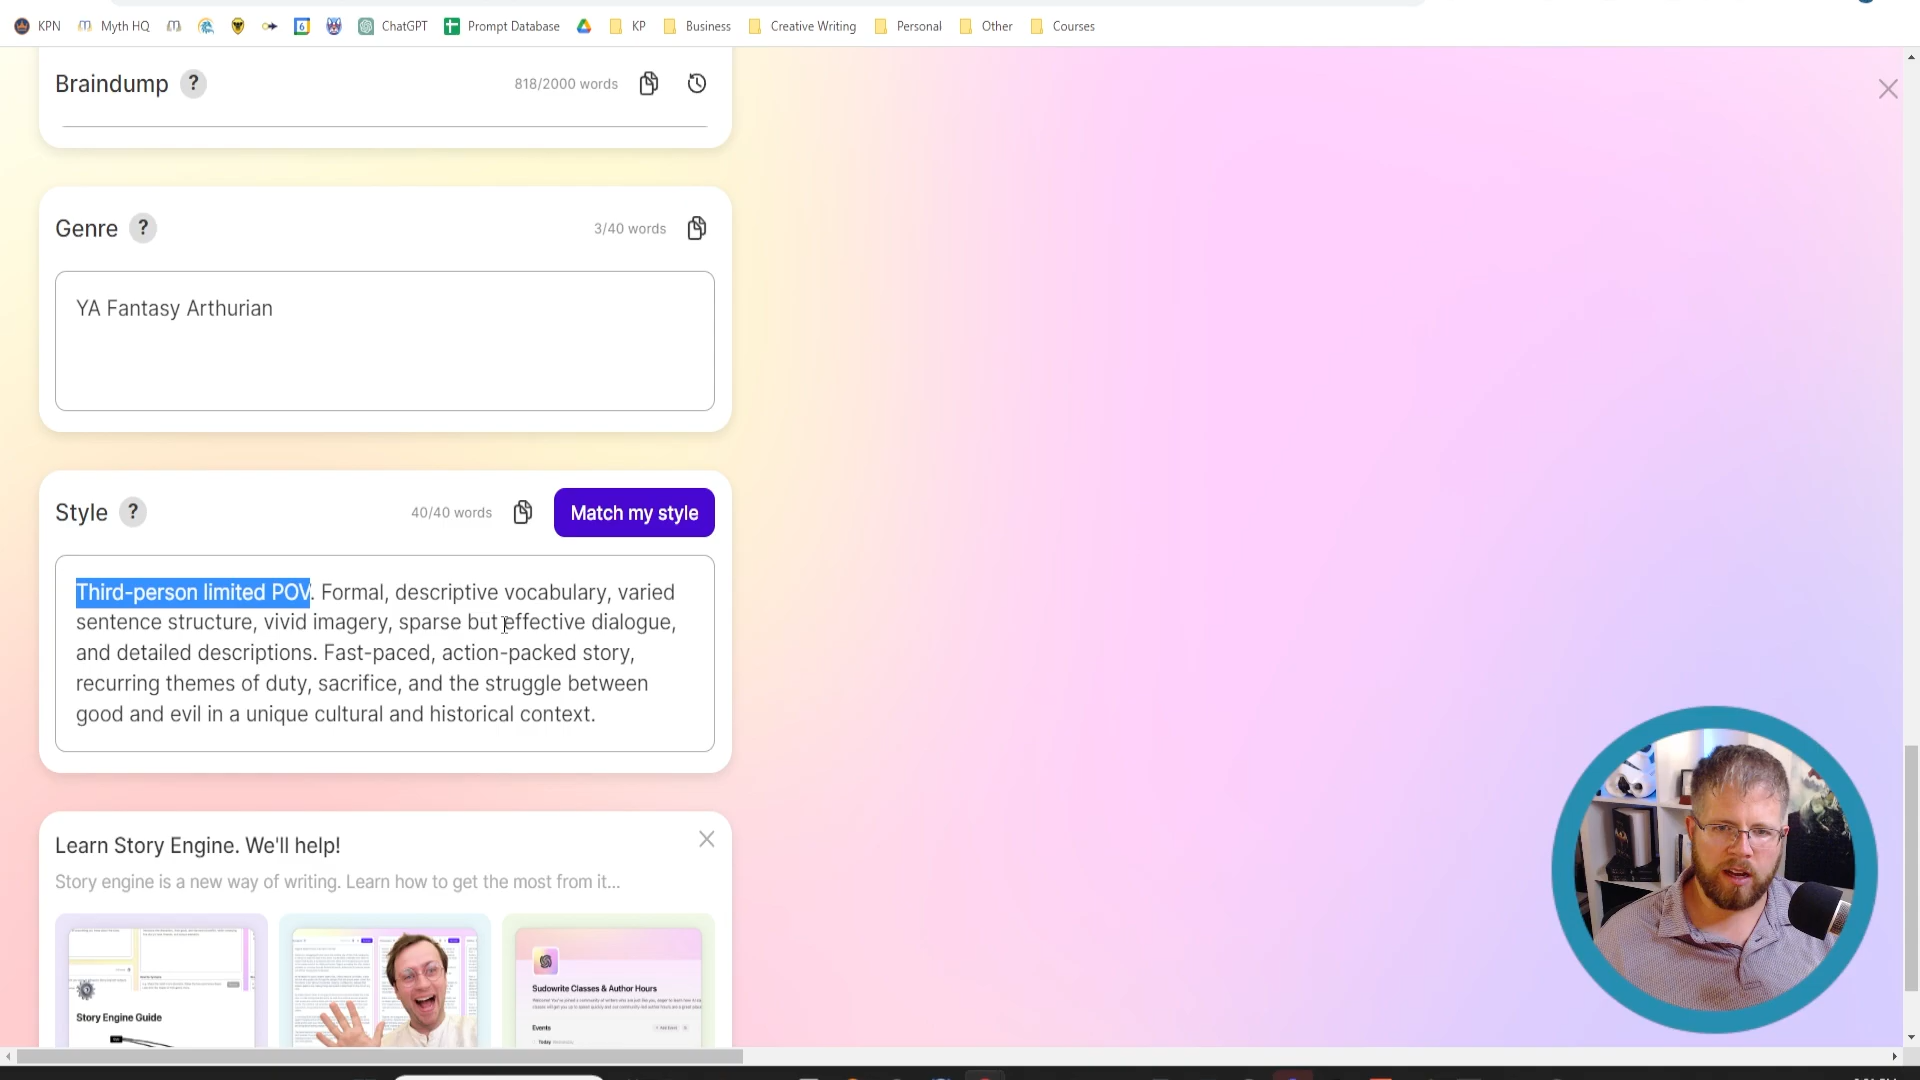 KPN Myth HQ ChatGPT Prompt Database KP Business Creative Writing Personal Other Courses
Braindump ? 818/2000 words
Genre ? 3/40 words
YA Fantasy Arthurian
Style ? 40/40 words Match my style
Third-person limited POV. Formal, descriptive vocabulary, varied
sentence structure, vivid imagery, sparse but effective dialogue,
and detailed descriptions. Fast-paced, action-packed story,
recurring themes of duty, sacrifice, and the struggle between
good and evil in a unique cultural and historical context.
Learn Story Engine. We'll help!
Story engine is a new way of writing. Learn how to get the most from it...
Story Engine Guide
Sudowrite Classes & Author Hours
Events
Today